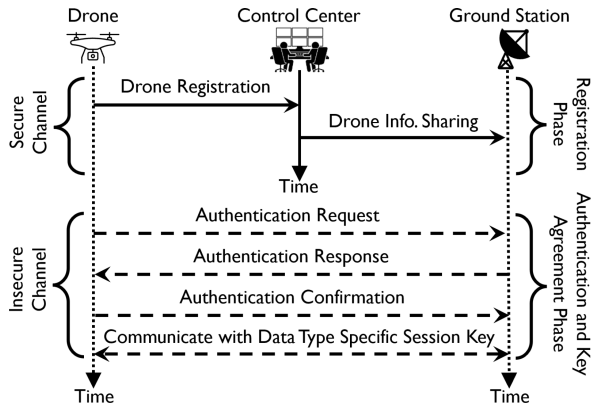 Drone
Control Center
Ground Station
Secure
Channel
Drone Registration
Drone Info. Sharing
Registration
Phase
Time
Insecure
Channel
Authentication Request
Authentication Response
Authentication Confirmation
Communicate with Data Type Specific Session Key
Authentication and Key
Agreement Phase
Time
Time